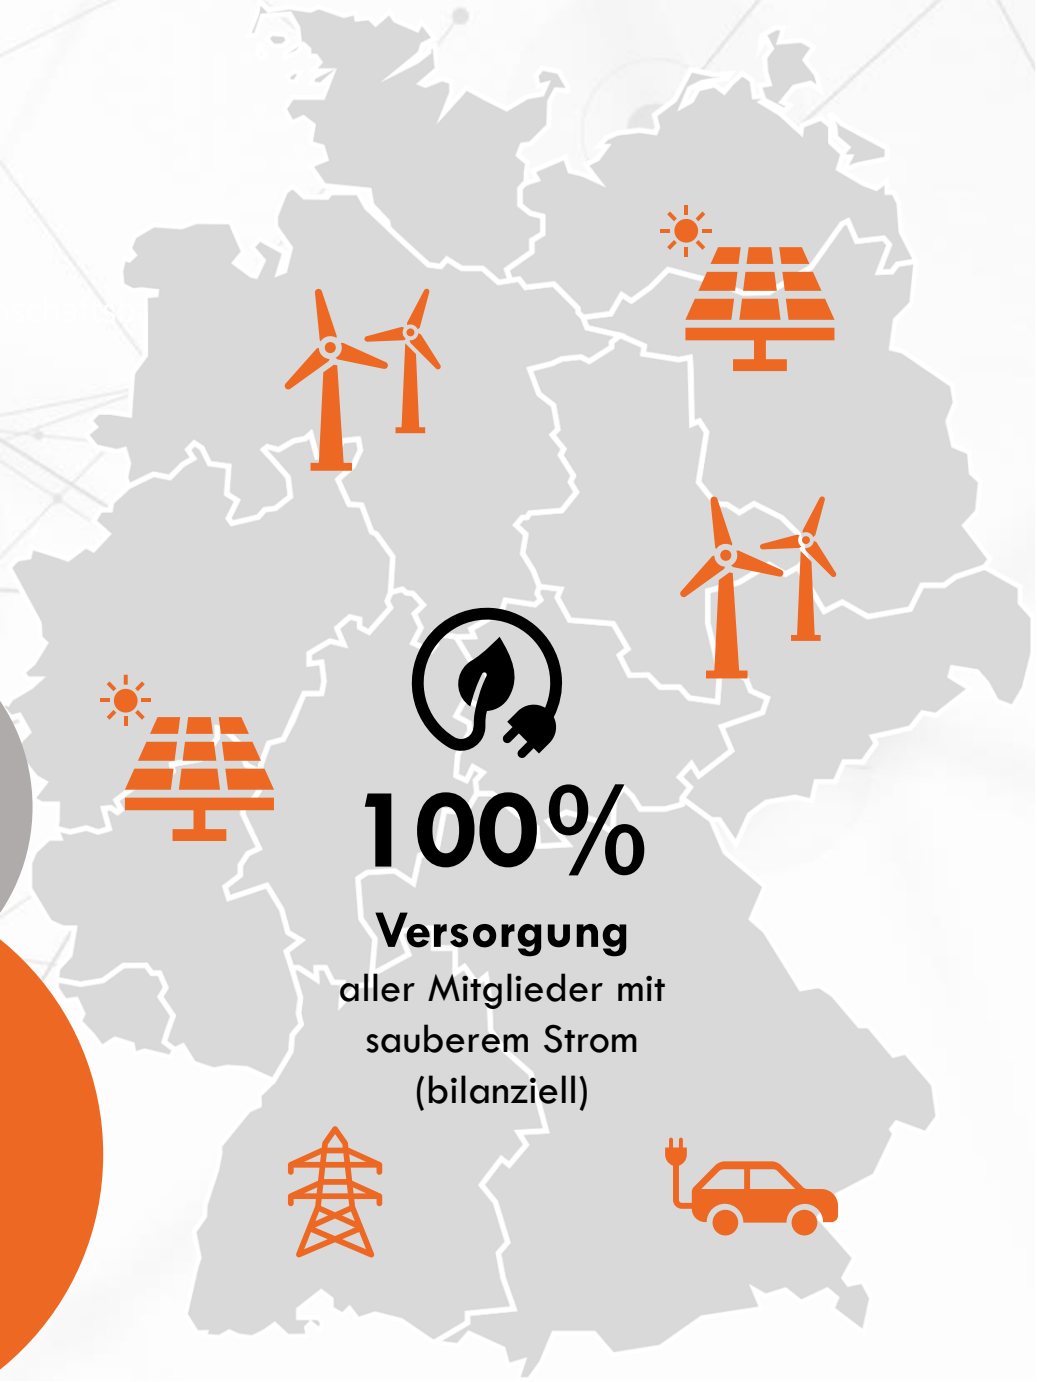 100%
Versorgung
aller Mitglieder mit
sauberem Strom
(bilanziell)